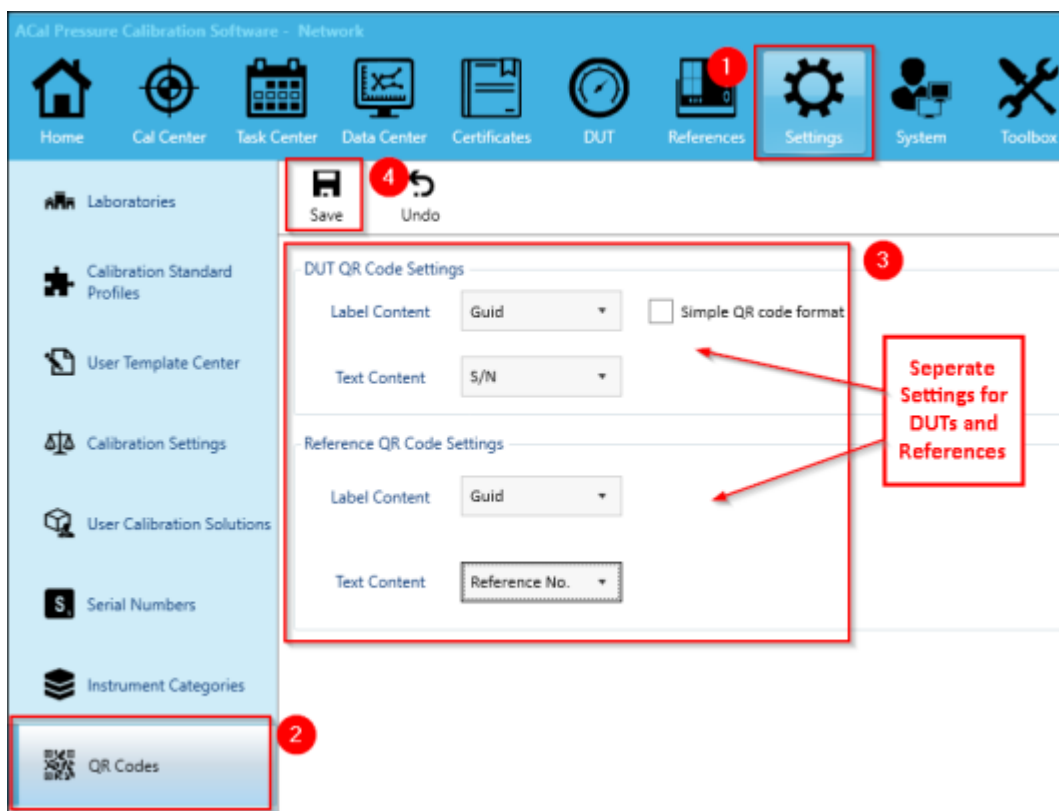 ACal Pressure Calibration Software - Network
1
Home Cal Center Task Center Data Center Certificates DUT References Settings System Toolbox
Laboratories
Calibration Standard
Profiles
User Template Center
Calibration Settings
User Calibration Solutions
S
Serial Numbers
Instrument Categories
2
QR Codes
4
Save Undo
3
DUT QR Code Settings
Label Content Guid Simple QR code format
Text Content S/N
Reference QR Code Settings
Label Content Guid
Text Content Reference No.
Seperate
Settings for
DUTs and
References